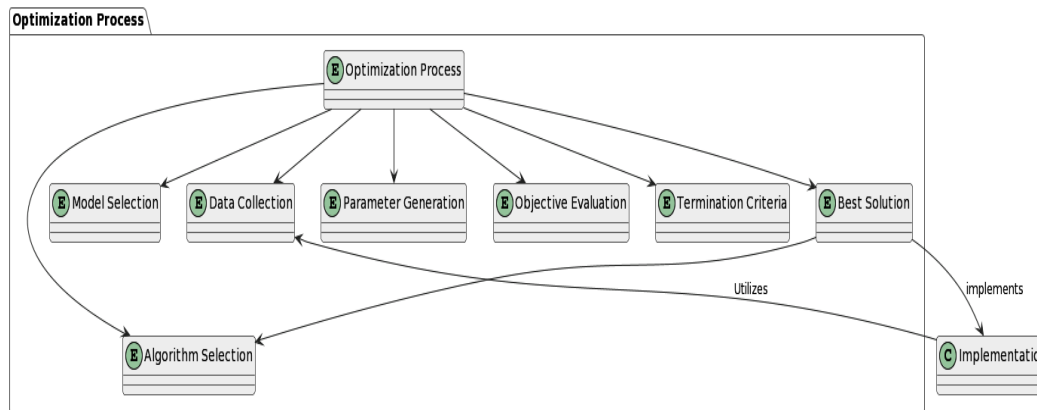 Optimization Process
E Optimization Process
E Model Selection
E Data Collection
E Parameter Generation
E Objective Evaluation
E Termination Criteria
E Best Solution
Utilizes
implements
E Algorithm Selection
C Implementatio